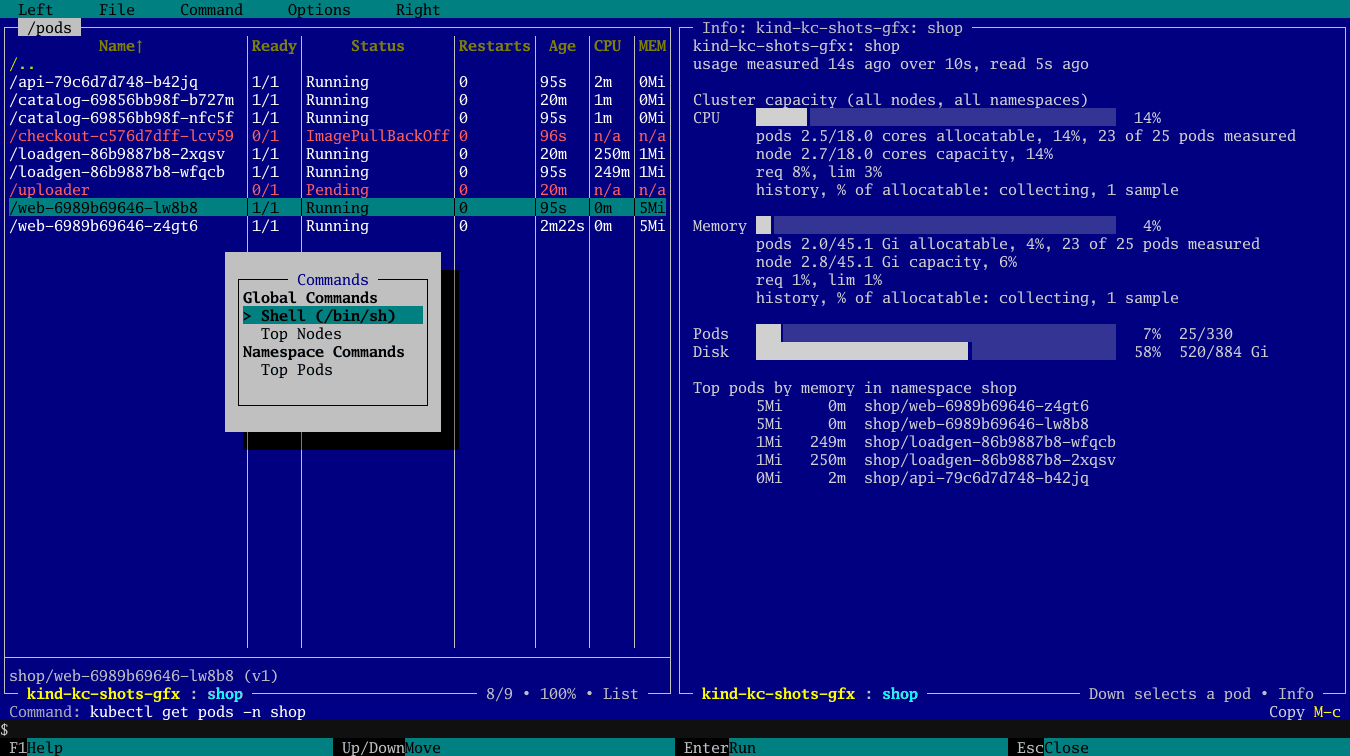 Left File Command Options Right
/pods
Name↑ Ready Status Restarts Age CPU MEM
/..
/api-79c6d7d748-b42jq 1/1 Running 0 95s 2m 0Mi
/catalog-69856bb98f-b727m 1/1 Running 0 20m 1m 0Mi
/catalog-69856bb98f-nfc5f 1/1 Running 0 95s 1m 0Mi
/checkout-c576d7dff-lcv59 0/1 ImagePullBackOff 0 96s n/a n/a
/loadgen-86b9887b8-2xqsv 1/1 Running 0 20m 250m 1Mi
/loadgen-86b9887b8-wfqcb 1/1 Running 0 95s 249m 1Mi
/uploader 0/1 Pending 0 20m n/a n/a
/web-6989b69646-lw8b8 1/1 Running 0 95s 0m 5Mi
/web-6989b69646-z4gt6 1/1 Running 0 2m22s 0m 5Mi
Commands
Global Commands
> Shell (/bin/sh)
Top Nodes
Namespace Commands
Top Pods
shop/web-6989b69646-lw8b8 (v1)
kind-kc-shots-gfx : shop 8/9 • 100% • List
Info: kind-kc-shots-gfx: shop
kind-kc-shots-gfx: shop
usage measured 14s ago over 10s, read 5s ago
Cluster capacity (all nodes, all namespaces)
CPU 14%
pods 2.5/18.0 cores allocatable, 14%, 23 of 25 pods measured
node 2.7/18.0 cores capacity, 14%
req 8%, lim 3%
history, % of allocatable: collecting, 1 sample
Memory 4%
pods 2.0/45.1 Gi allocatable, 4%, 23 of 25 pods measured
node 2.8/45.1 Gi capacity, 6%
req 1%, lim 1%
history, % of allocatable: collecting, 1 sample
Pods 7% 25/330
Disk 58% 520/884 Gi
Top pods by memory in namespace shop
5Mi 0m shop/web-6989b69646-z4gt6
5Mi 0m shop/web-6989b69646-lw8b8
1Mi 249m shop/loadgen-86b9887b8-wfqcb
1Mi 250m shop/loadgen-86b9887b8-2xqsv
0Mi 2m shop/api-79c6d7d748-b42jq
kind-kc-shots-gfx : shop Down selects a pod • Info
Command: kubectl get pods -n shop Copy M-c
$
F1Help Up/DownMove EnterRun EscClose